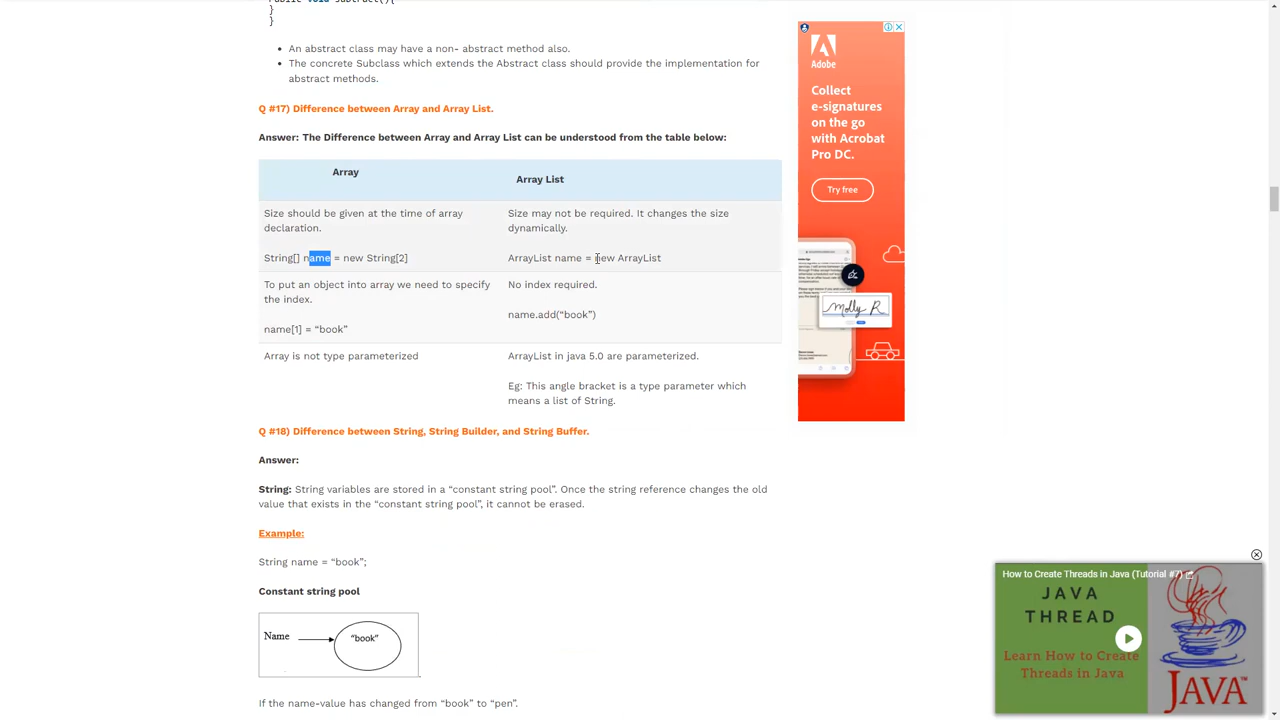 }
}
An abstract class may have a non- abstract method also.
The concrete Subclass which extends the Abstract class should provide the implementation for
abstract methods.
Q #17) Difference between Array and Array List.
Answer: The Difference between Array and Array List can be understood from the table below:
Array
Array List
Size should be given at the time of array
declaration.
String[] name = new String[2]
Size may not be required. It changes the size
dynamically.
ArrayList name = new ArrayList
To put an object into array we need to specify
the index.
name[1] = “book”
No index required.
name.add(“book”)
Array is not type parameterized
ArrayList in java 5.0 are parameterized.
Eg: This angle bracket is a type parameter which
means a list of String.
Q #18) Difference between String, String Builder, and String Buffer.
Answer:
String: String variables are stored in a “constant string pool”. Once the string reference changes the old
value that exists in the “constant string pool”, it cannot be erased.
Example:
String name = “book”;
Constant string pool
Name
“book”
If the name-value has changed from “book” to “pen”.
Adobe
Collect
e-signatures
on the go
with Acrobat
Pro DC.
Try free
Molly R
How to Create Threads in Java (Tutorial #7)
JAVA
THREAD
Learn How to Create
Threads in Java
JAVA